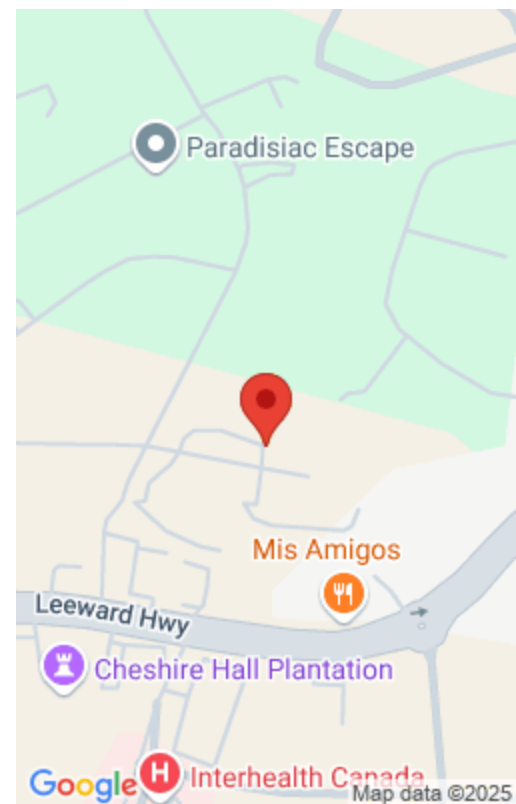 Paradisiac Escape
Mis Amigos
Leeward Hwy
Cheshire Hall Plantation
H Interhealth Canada
Google
Map data ©2025